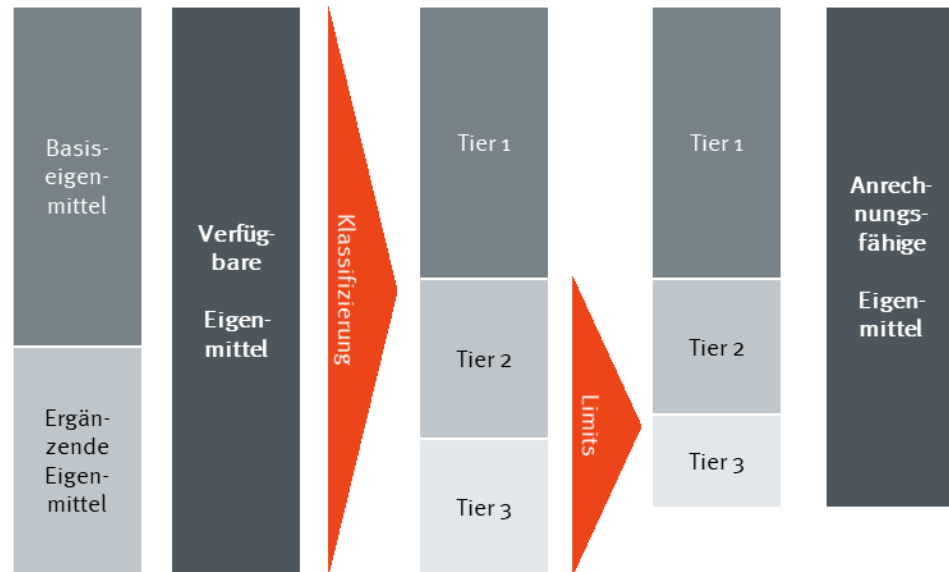 Basis-
eigen-
mittel
Ergän-
zende
Eigen-
mittel
Verfüg-
bare
Eigen-
mittel
Klassifizierung
Tier 1
Tier 2
Tier 3
Limits
Tier 1
Tier 2
Tier 3
Anrech-
nungs-
fähige
Eigen-
mittel